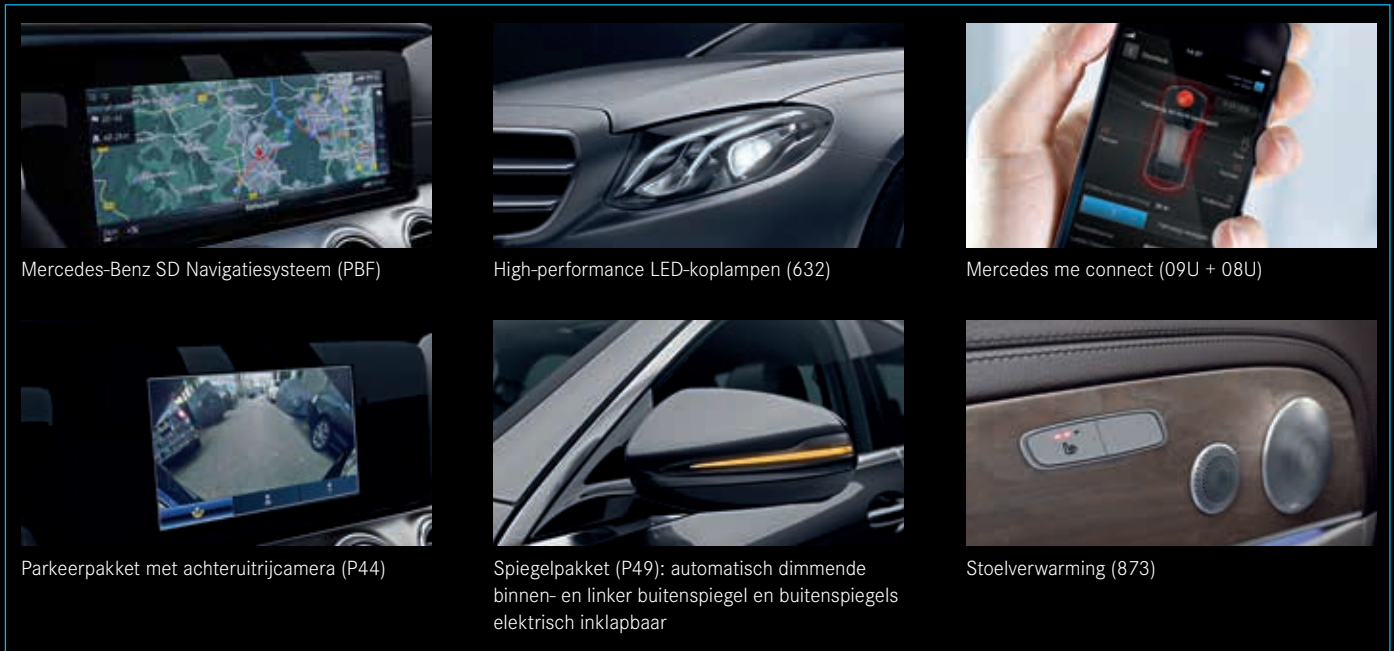 Mercedes-Benz SD Navigatiesysteem (PBF)
High-performance LED-koplampen (632)
Mercedes me connect (09U + 08U)
Parkeerpakket met achteruitrijcamera (P44)
Spiegelpakket (P49): automatisch dimmende
binnen- en linker buitenspiegel en buitenspiegels
elektrisch inklapbaar
Stoelverwarming (873)